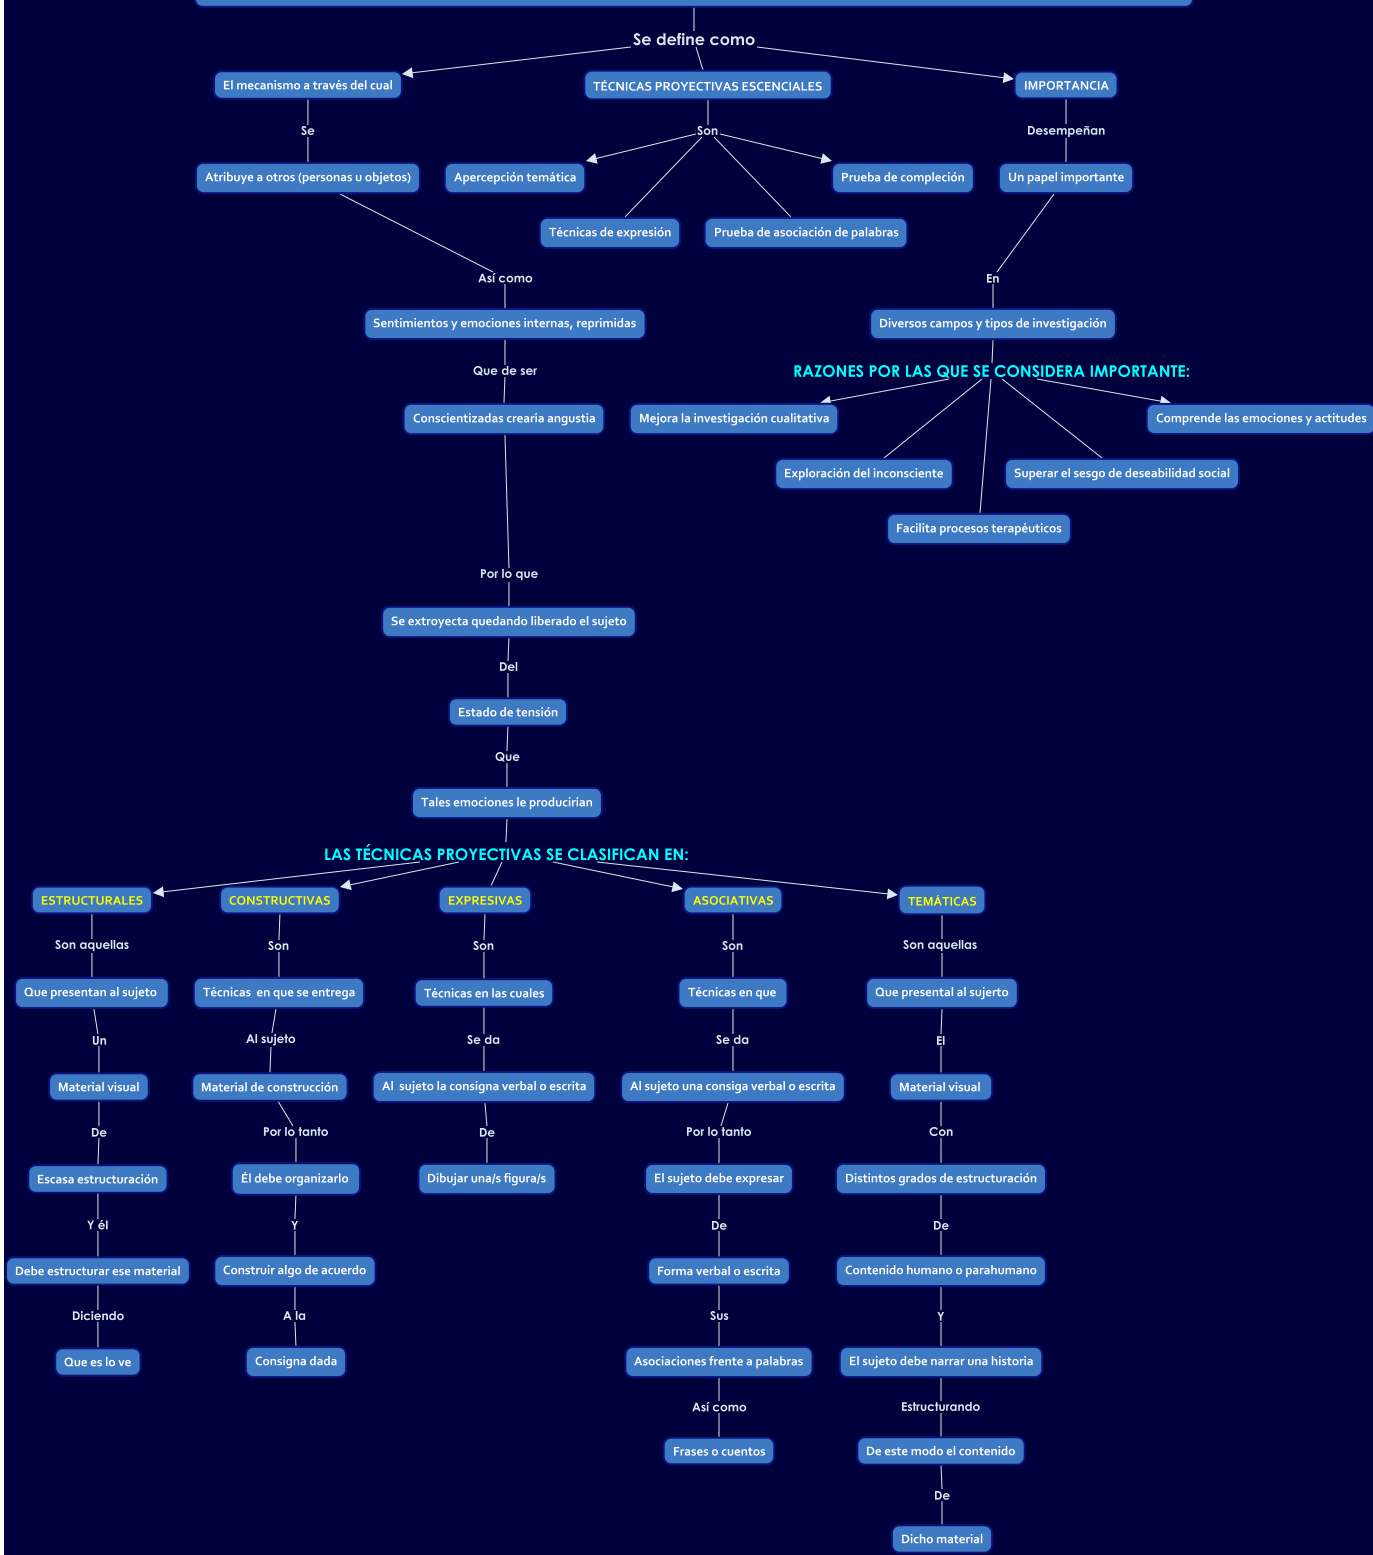 Se define como
El mecanismo a través del cual
TÉCNICAS PROYECTIVAS ESCENCIALES
IMPORTANCIA
Se
Son
Desempeñan
Atribuye a otros (personas u objetos)
Apercepción temática
Prueba de compleción
Un papel importante
Técnicas de expresión
Prueba de asociación de palabras
Así como
En
Sentimientos y emociones internas, reprimidas
Diversos campos y tipos de investigación
Que de ser
RAZONES POR LAS QUE SE CONSIDERA IMPORTANTE:
Conscientizadas crearia angustia
Mejora la investigación cualitativa
Comprende las emociones y actitudes
Exploración del inconsciente
Superar el sesgo de deseabilidad social
Facilita procesos terapéuticos
Por lo que
Se extroyecta quedando liberado el sujeto
Del
Estado de tensión
Que
Tales emociones le producirian
LAS TÉCNICAS PROYECTIVAS SE CLASIFICAN EN:
ESTRUCTURALES
CONSTRUCTIVAS
EXPRESIVAS
ASOCIATIVAS
TEMÁTICAS
Son aquellas
Son
Son
Son
Son aquellas
Que presentan al sujeto
Técnicas en que se entrega
Técnicas en las cuales
Técnicas en que
Que presental al sujerto
Un
Al sujeto
Se da
Se da
El
Material visual
Material de construcción
Al sujeto la consigna verbal o escrita
Al sujeto una consiga verbal o escrita
Material visual
De
Por lo tanto
De
Por lo tanto
Con
Escasa estructuración
Él debe organizarlo
Dibujar una/s figura/s
El sujeto debe expresar
Distintos grados de estructuración
Y él
Y
De
De
Debe estructurar ese material
Construir algo de acuerdo
Forma verbal o escrita
Contenido humano o parahumano
Diciendo
A la
Sus
Y
Que es lo ve
Consigna dada
Asociaciones frente a palabras
El sujeto debe narrar una historia
Así como
Estructurando
Frases o cuentos
De este modo el contenido
De
Dicho material